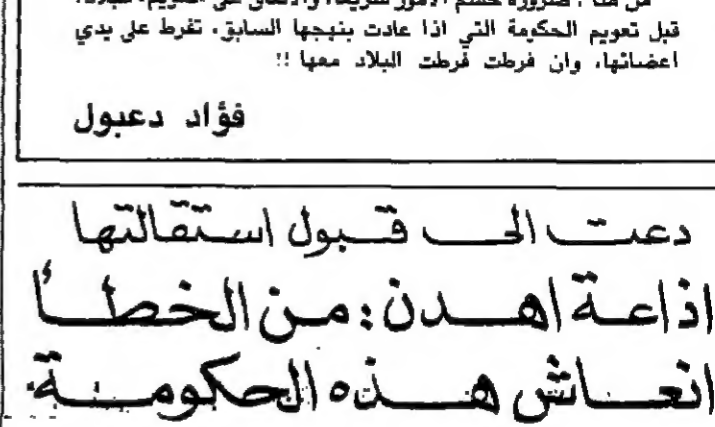 من هنا، ضرورة حسم الامور سريعا، والاتفاق على التعويم، للبلاد،
قبل تعويم الحكومة التي اذا عادت بنهجها السابق، تفرط على يدي
اعضائها، وان فرطت فرطت البلاد معها !!
فؤاد دعبول
دعت الى قبول استقالتها
اذاعة اهدن: من الخطأ
انعاش هذه الحكومة